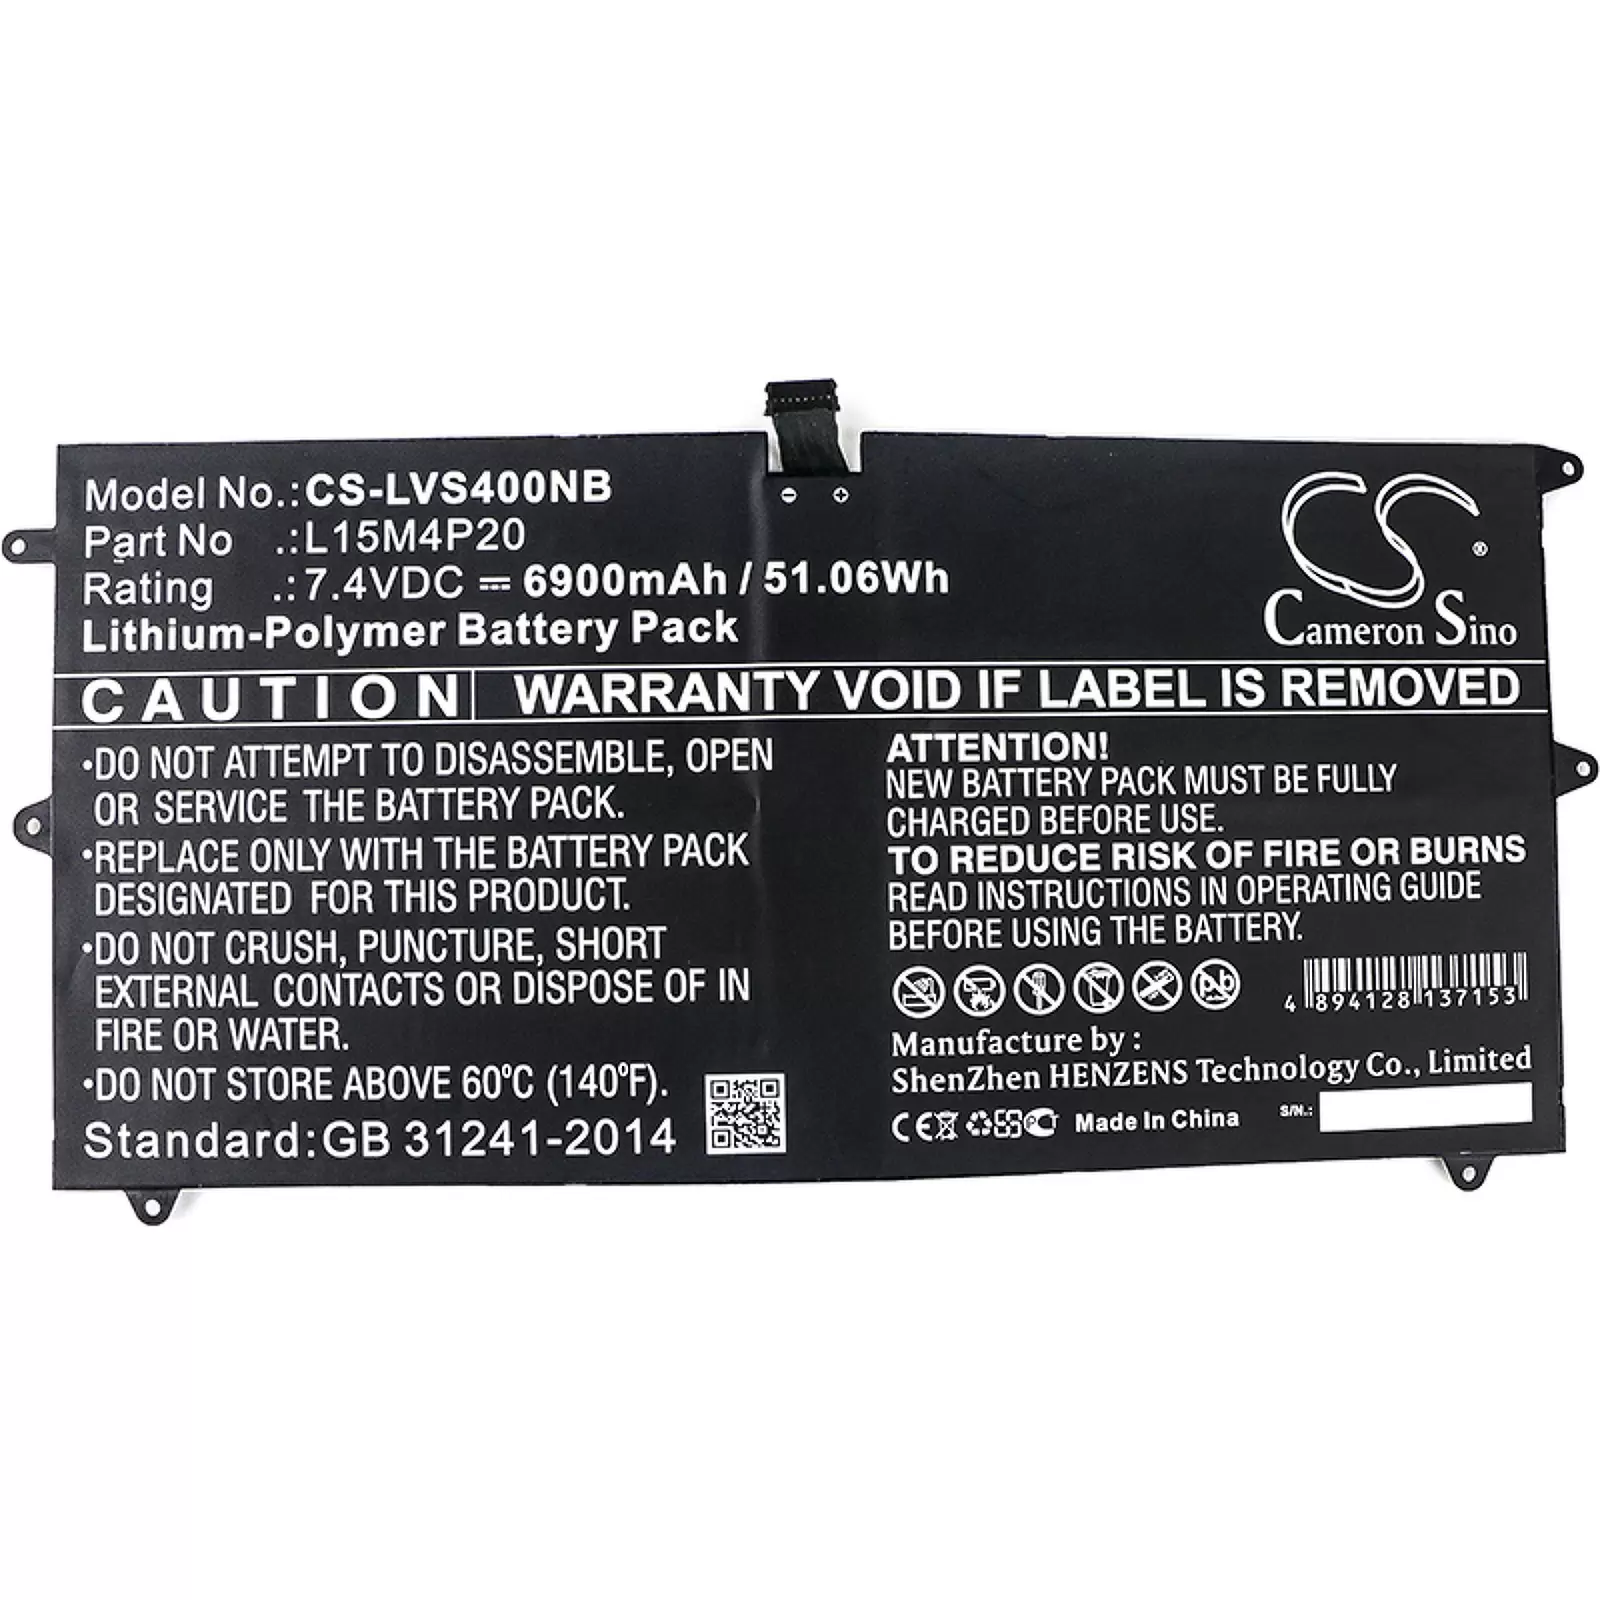 Model No.:CS-LVS400NB
Part No .:L15M4P20
Rating .:7.4VDC ⎓ 6900mAh / 51.06Wh
Lithium-Polymer Battery Pack
CS
®
Cameron Sino
CAUTION
WARRANTY VOID IF LABEL IS REMOVED
•DO NOT ATTEMPT TO DISASSEMBLE, OPEN
OR SERVICE THE BATTERY PACK.
•REPLACE ONLY WITH THE BATTERY PACK
DESIGNATED FOR THIS PRODUCT.
•DO NOT CRUSH, PUNCTURE, SHORT
EXTERNAL CONTACTS OR DISPOSE OF IN
FIRE OR WATER.
•DO NOT STORE ABOVE 60⁰C (140⁰F).
Standard:GB 31241-2014
ATTENTION!
NEW BATTERY PACK MUST BE FULLY
CHARGED BEFORE USE.
TO REDUCE RISK OF FIRE OR BURNS
READ INSTRUCTIONS IN OPERATING GUIDE
BEFORE USING THE BATTERY.
Pb
4 894128 137153
Manufacture by :
ShenZhen HENZENS Technology Co., Limited
CE Made In China
S/N.: